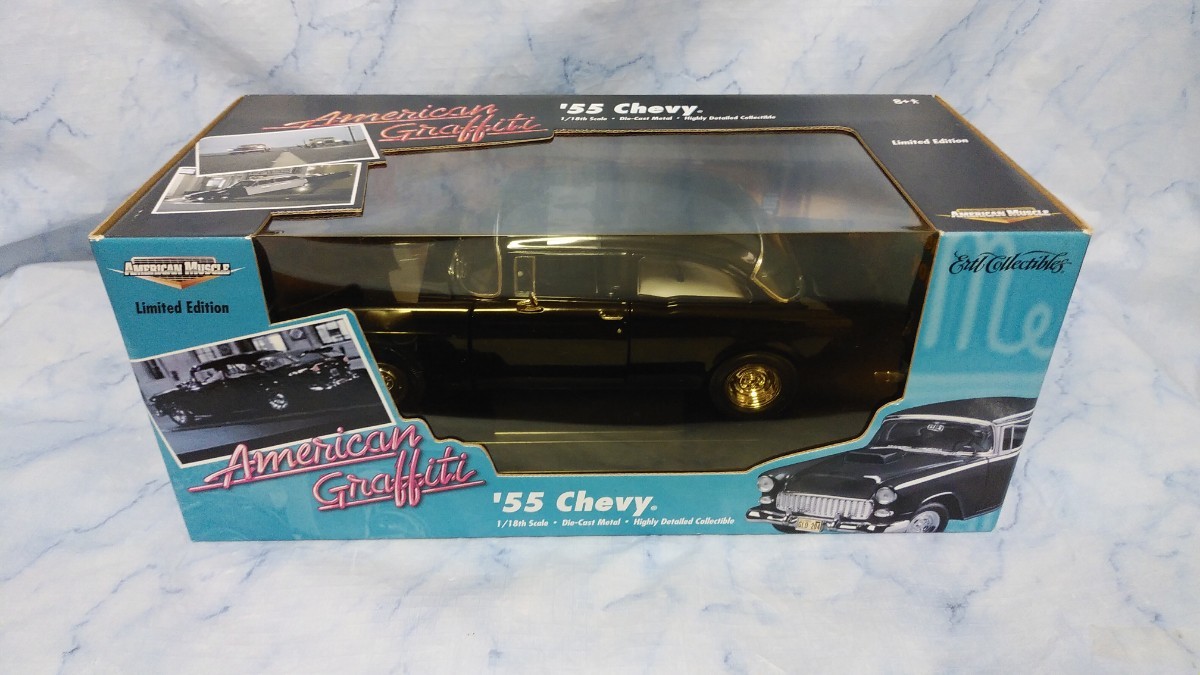 American
Graffiti
'55 Chevy®
1/18th Scale • Die-Cast Metal • Highly Detailed Collectible
8+
Limited Edition
AMERICAN MUSCLE
AMERICAN MUSCLE
Limited Edition
Ertl Collectibles
Me
American
Graffiti
'55 Chevy®
1/18th Scale • Die-Cast Metal • Highly Detailed Collectible